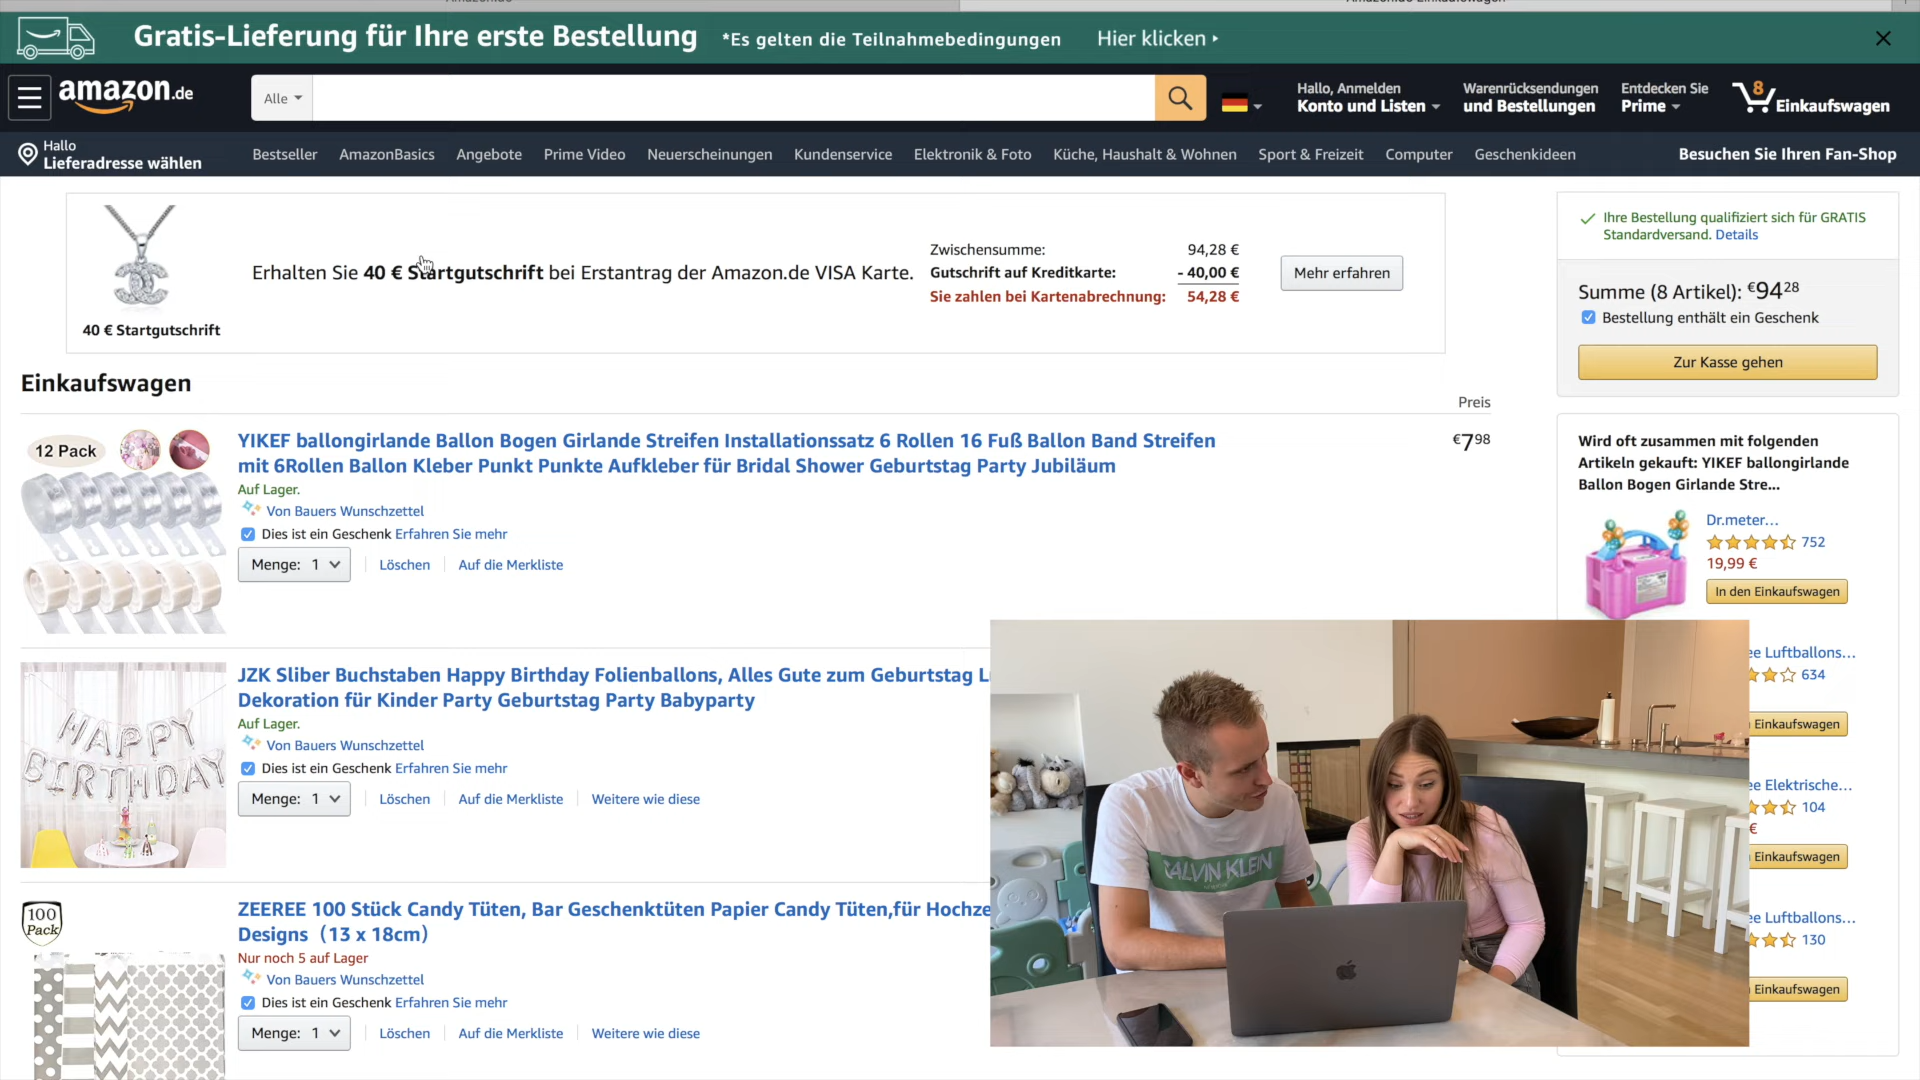 Gratis-Lieferung für Ihre erste Bestellung *Es gelten die Teilnahmebedingungen Hier klicken
amazon.de
Alle
Hallo, Anmelden
Konto und Listen
Warenrücksendungen
und Bestellungen
Entdecken Sie
Prime
8
Einkaufswagen
Hallo
Lieferadresse wählen
Bestseller AmazonBasics Angebote Prime Video Neuerscheinungen Kundenservice Elektronik & Foto Küche, Haushalt & Wohnen Sport & Freizeit Computer Geschenkideen
Besuchen Sie Ihren Fan-Shop
40 € Startgutschrift
Erhalten Sie 40 € Startgutschrift bei Erstantrag der Amazon.de VISA Karte.
Zwischensumme: 94,28 €
Gutschrift auf Kreditkarte: - 40,00 €
Sie zahlen bei Kartenabrechnung: 54,28 €
Mehr erfahren
Ihre Bestellung qualifiziert sich für GRATIS
Standardversand. Details
Summe (8 Artikel): €94 28
Bestellung enthält ein Geschenk
Zur Kasse gehen
Einkaufswagen
Preis
12 Pack
YIKEF ballongirlande Ballon Bogen Girlande Streifen Installationssatz 6 Rollen 16 Fuß Ballon Band Streifen
mit 6Rollen Ballon Kleber Punkt Punkte Aufkleber für Bridal Shower Geburtstag Party Jubiläum
€7 98
Auf Lager.
Von Bauers Wunschzettel
Dies ist ein Geschenk Erfahren Sie mehr
Menge: 1 Löschen Auf die Merkliste
HAPPY
BIRTHDAY
JZK Sliber Buchstaben Happy Birthday Folienballons, Alles Gute zum Geburtstag
Dekoration für Kinder Party Geburtstag Party Babyparty
Auf Lager.
Von Bauers Wunschzettel
Dies ist ein Geschenk Erfahren Sie mehr
Menge: 1 Löschen Auf die Merkliste Weitere wie diese
100
Pack
ZEEREE 100 Stück Candy Tüten, Bar Geschenktüten Papier Candy Tüten,für Hochze
Designs（13 x 18cm）
Nur noch 5 auf Lager
Von Bauers Wunschzettel
Dies ist ein Geschenk Erfahren Sie mehr
Menge: 1 Löschen Auf die Merkliste Weitere wie diese
Wird oft zusammen mit folgenden
Artikeln gekauft: YIKEF ballongirlande
Ballon Bogen Girlande Stre...
Dr.meter...
752
19,99 €
In den Einkaufswagen
ee Luftballons...
634
Einkaufswagen
ee Elektrische...
104
€
Einkaufswagen
ee Luftballons...
130
Einkaufswagen
CALVIN KLEIN